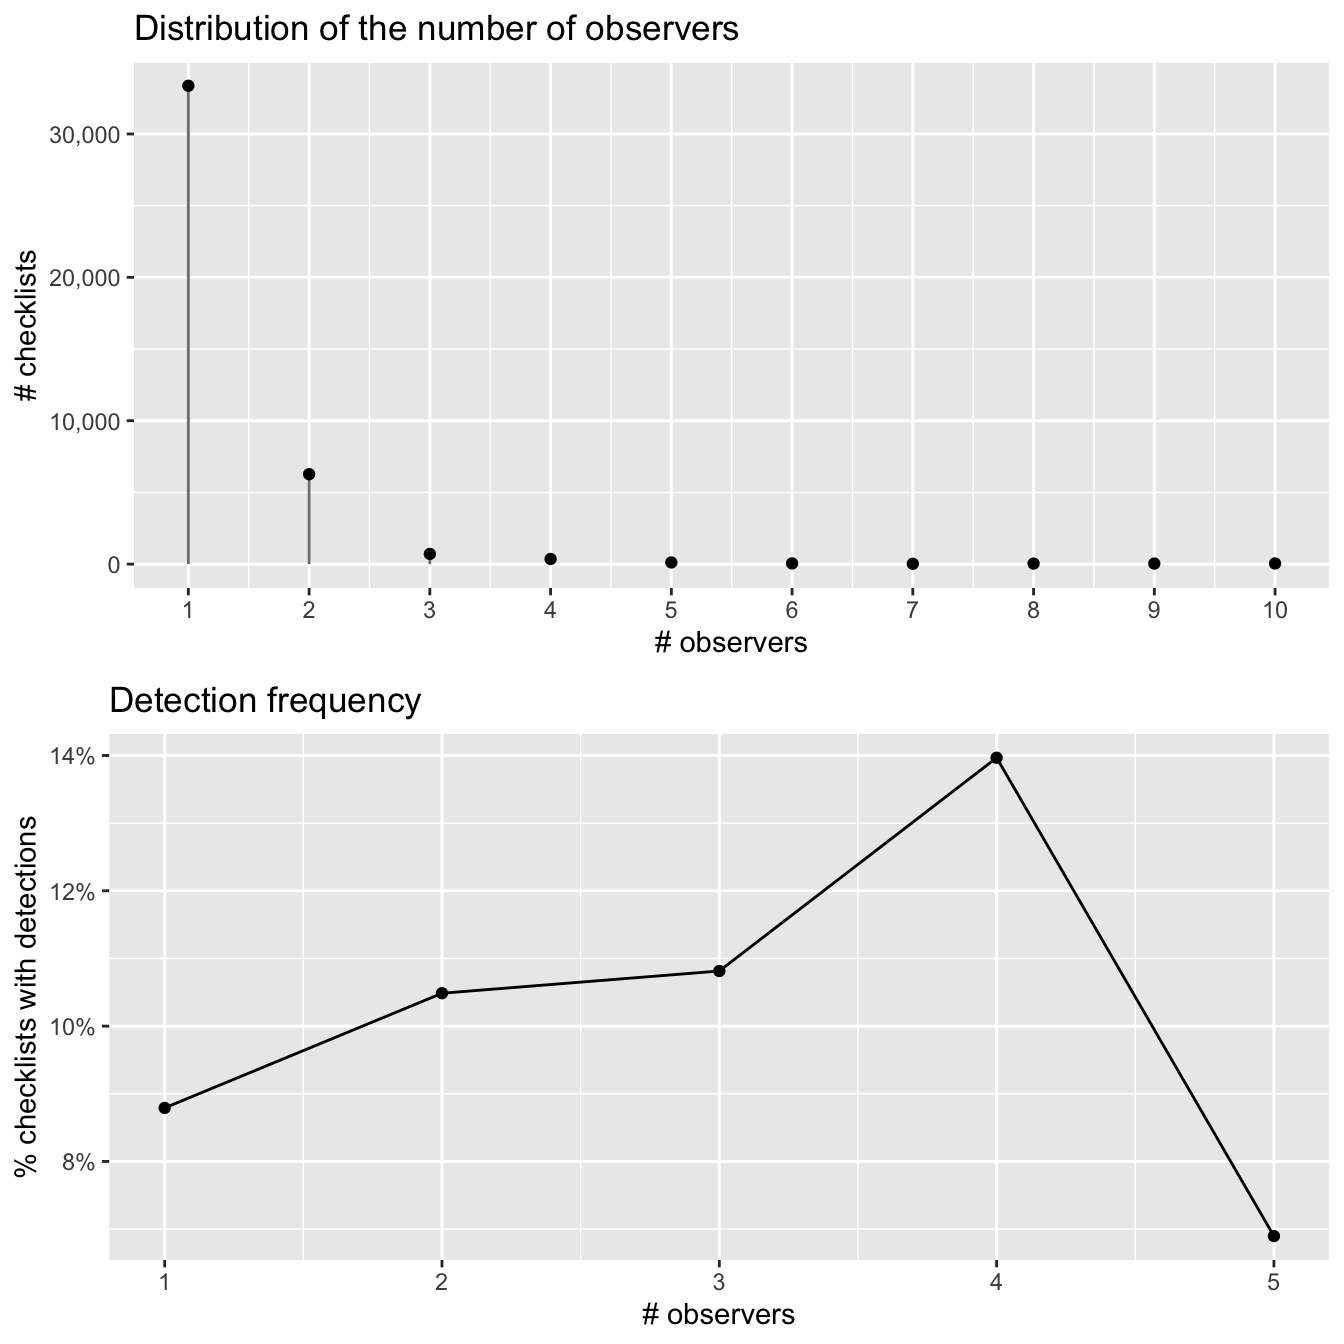 Distribution of the number of observers
30,000
20,000
10,000
0
# checklists
1 2 3 4 5 6 7 8 9 10
# observers
Detection frequency
14%
12%
10%
8%
% checklists with detections
1 2 3 4 5
# observers